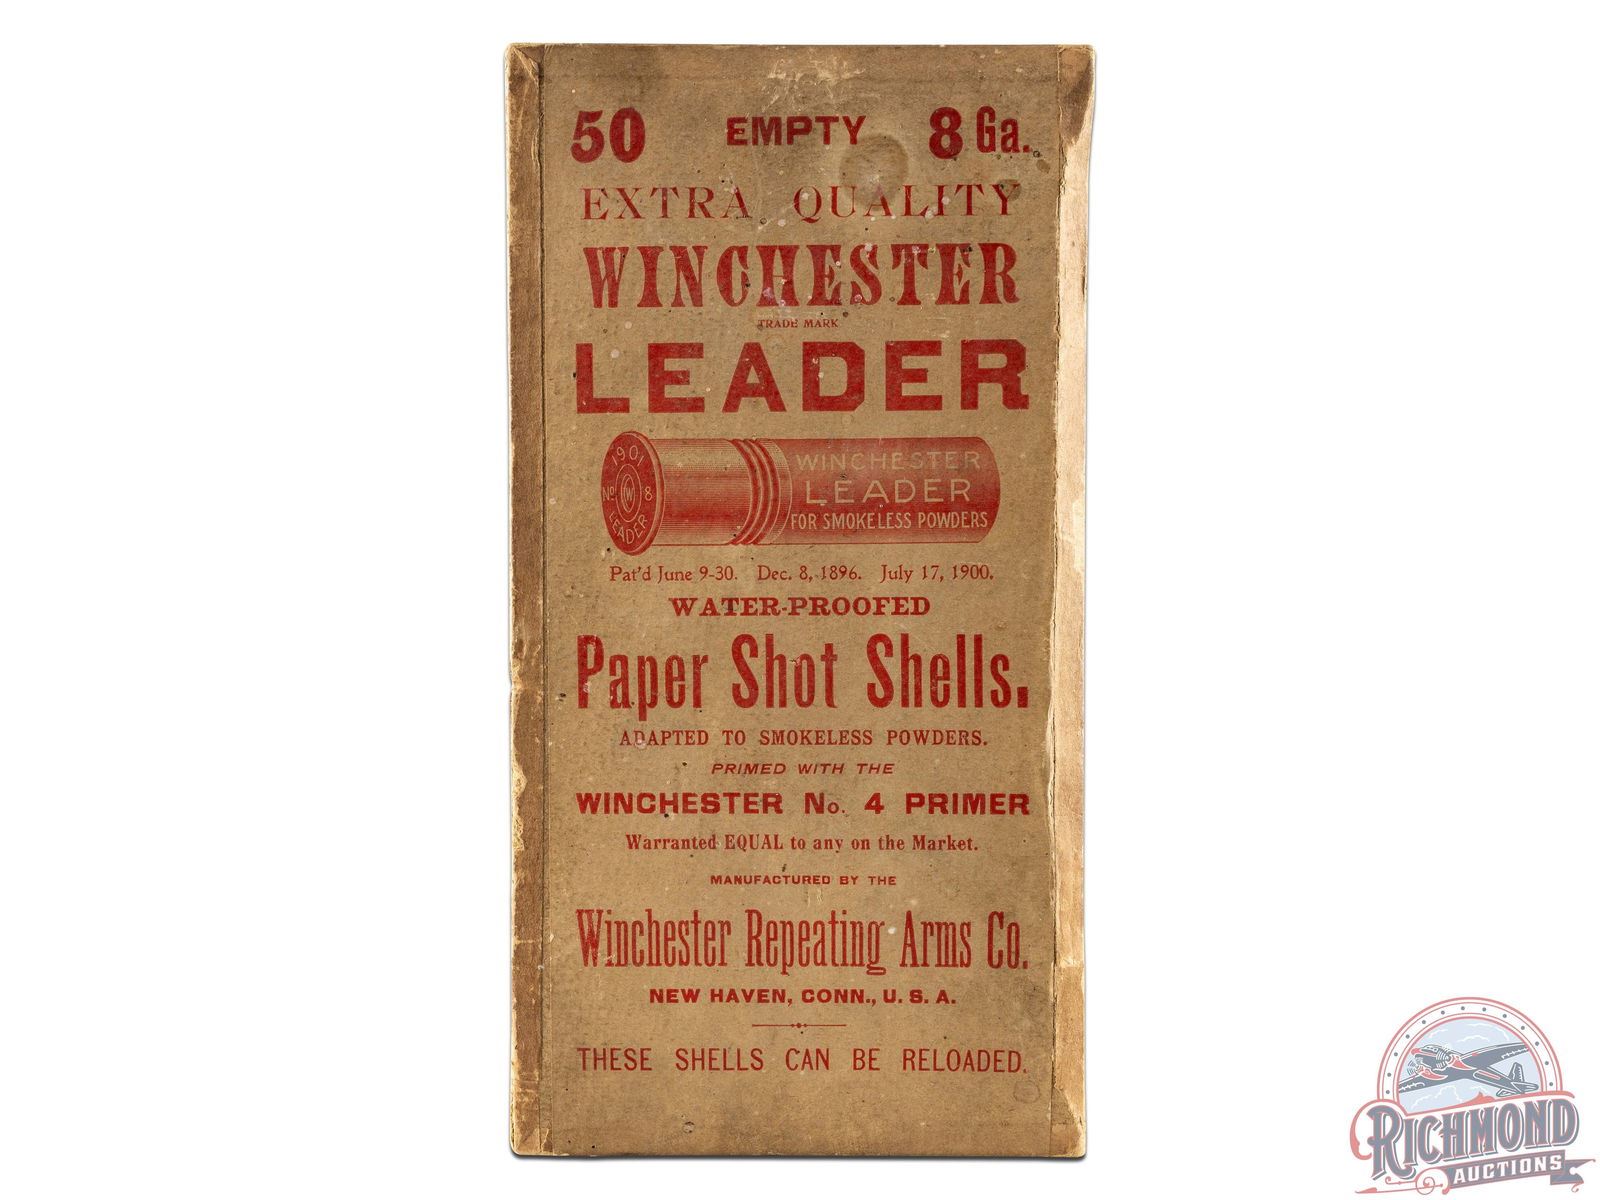 50 EMPTY 8 Ga.
EXTRA QUALITY
WINCHESTER
TRADE MARK
LEADER
1901
No 8
W
LEADER
WINCHESTER
LEADER
FOR SMOKELESS POWDERS
Pat'd June 9-30. Dec. 8, 1896. July 17, 1900.
WATER-PROOFED
Paper Shot Shells.
ADAPTED TO SMOKELESS POWDERS.
PRIMED WITH THE
WINCHESTER No. 4 PRIMER
Warranted EQUAL to any on the Market.
MANUFACTURED BY THE
Winchester Repeating Arms Co.
NEW HAVEN, CONN., U. S. A.
THESE SHELLS CAN BE RELOADED.
RICHMOND
AUCTIONS